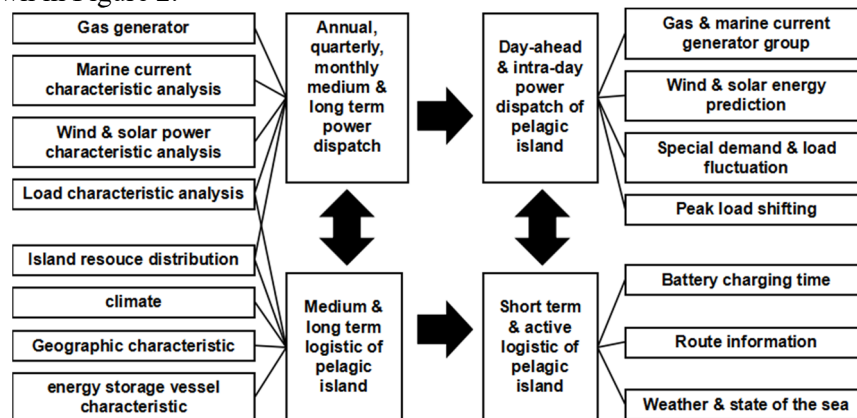 Gas generator
Marine current
characteristic analysis
Wind & solar power
characteristic analysis
Load characteristic analysis
Island resouce distribution
climate
Geographic characteristic
energy storage vessel
characteristic
Annual,
quarterly,
monthly
medium &
long term
power
dispatch
Medium &
long term
logistic of
pelagic
island
Day-ahead
& intra-day
power
dispatch of
pelagic
island
Short term
& active
logistic of
pelagic
island
Gas & marine current
generator group
Wind & solar energy
prediction
Special demand & load
fluctuation
Peak load shifting
Battery charging time
Route information
Weather & state of the sea